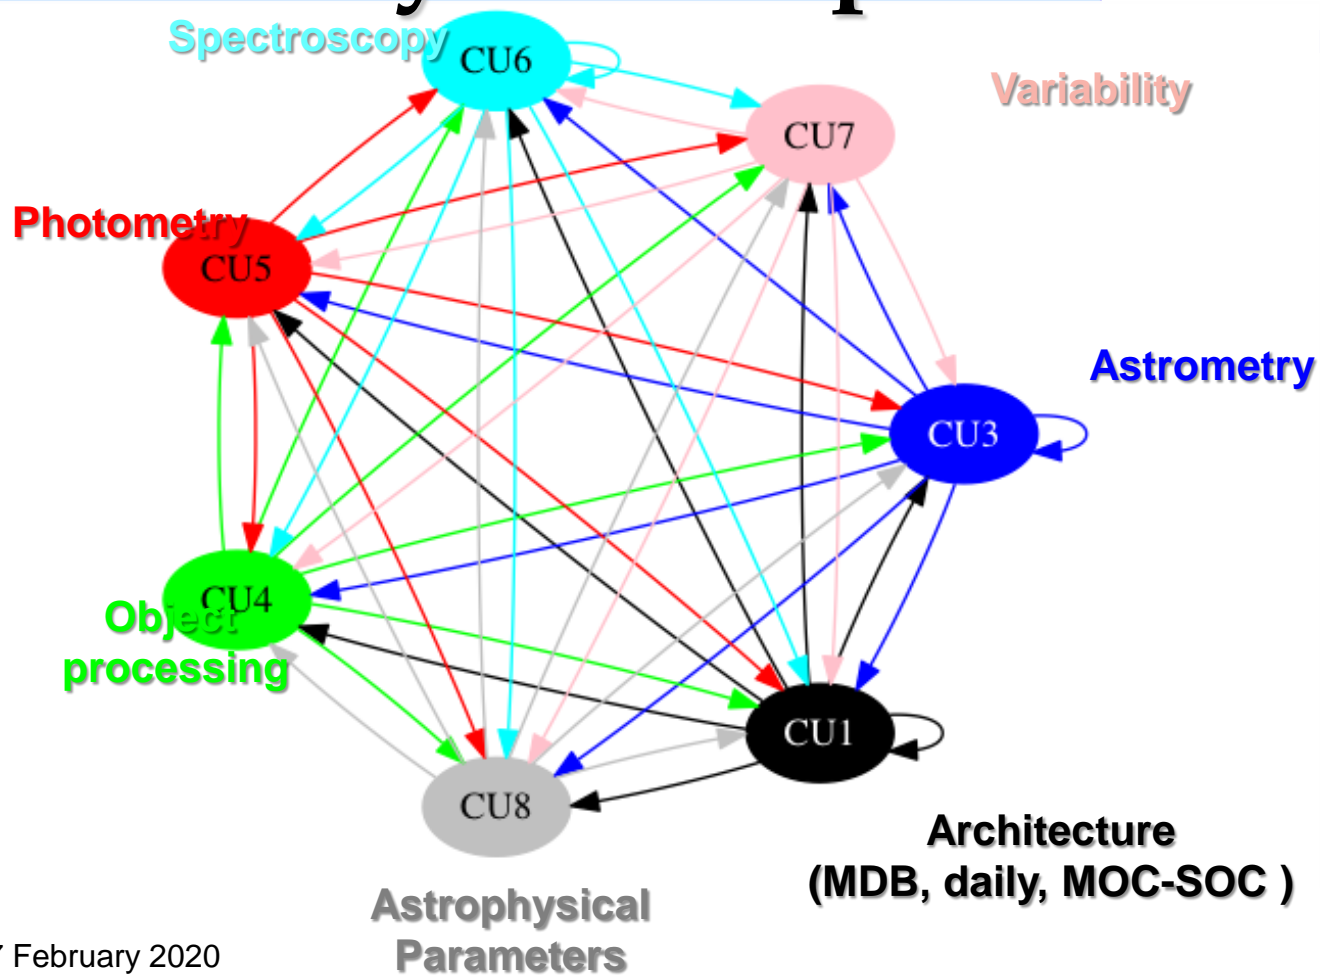 Spectroscopy
CU6
Variability
CU7
Photometry
CU5
Astrometry
CU3
CU4
Object
processing
CU1
CU8
Architecture
(MDB, daily, MOC-SOC )
Astrophysical
Parameters
February 2020